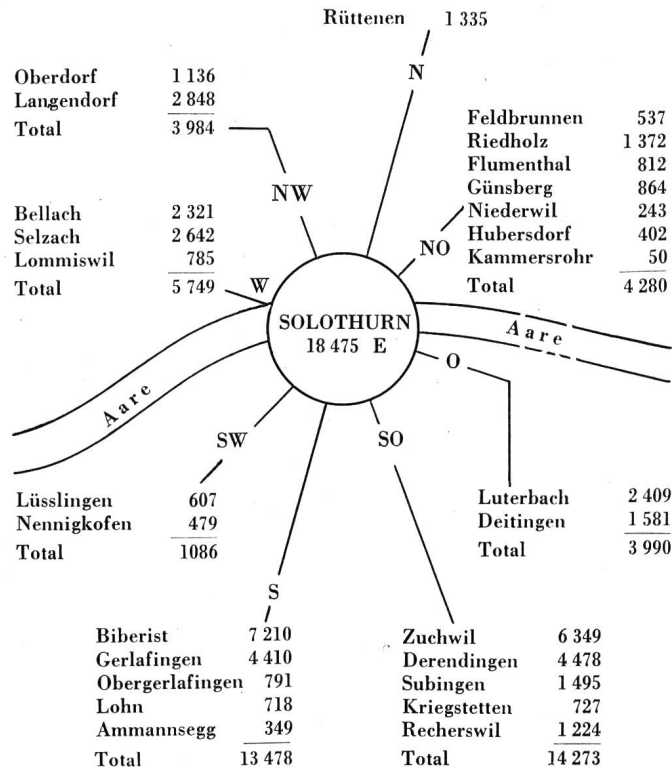 Rüttenen 1 335
N
Oberdorf 1 136
Langendorf 2 848
Total 3 984
NW
Feldbrunnen 537
Riedholz 1 372
Flumenthal 812
Günsberg 864
Niederwil 243
Hubersdorf 402
Kammersrohr 50
Total 4 280
NO
Bellach 2 321
Selzach 2 642
Lommiswil 785
Total 5 749
W
SOLOTHURN
18 475 E
Aare
Aare
O
SW
SO
Lüsslingen 607
Nennigkofen 479
Total 1086
Luterbach 2 409
Deitingen 1 581
Total 3 990
S
Biberist 7 210
Gerlafingen 4 410
Obergerlafingen 791
Lohn 718
Ammannsegg 349
Total 13 478
Zuchwil 6 349
Derendingen 4 478
Subingen 1 495
Kriegstetten 727
Recherswil 1 224
Total 14 273